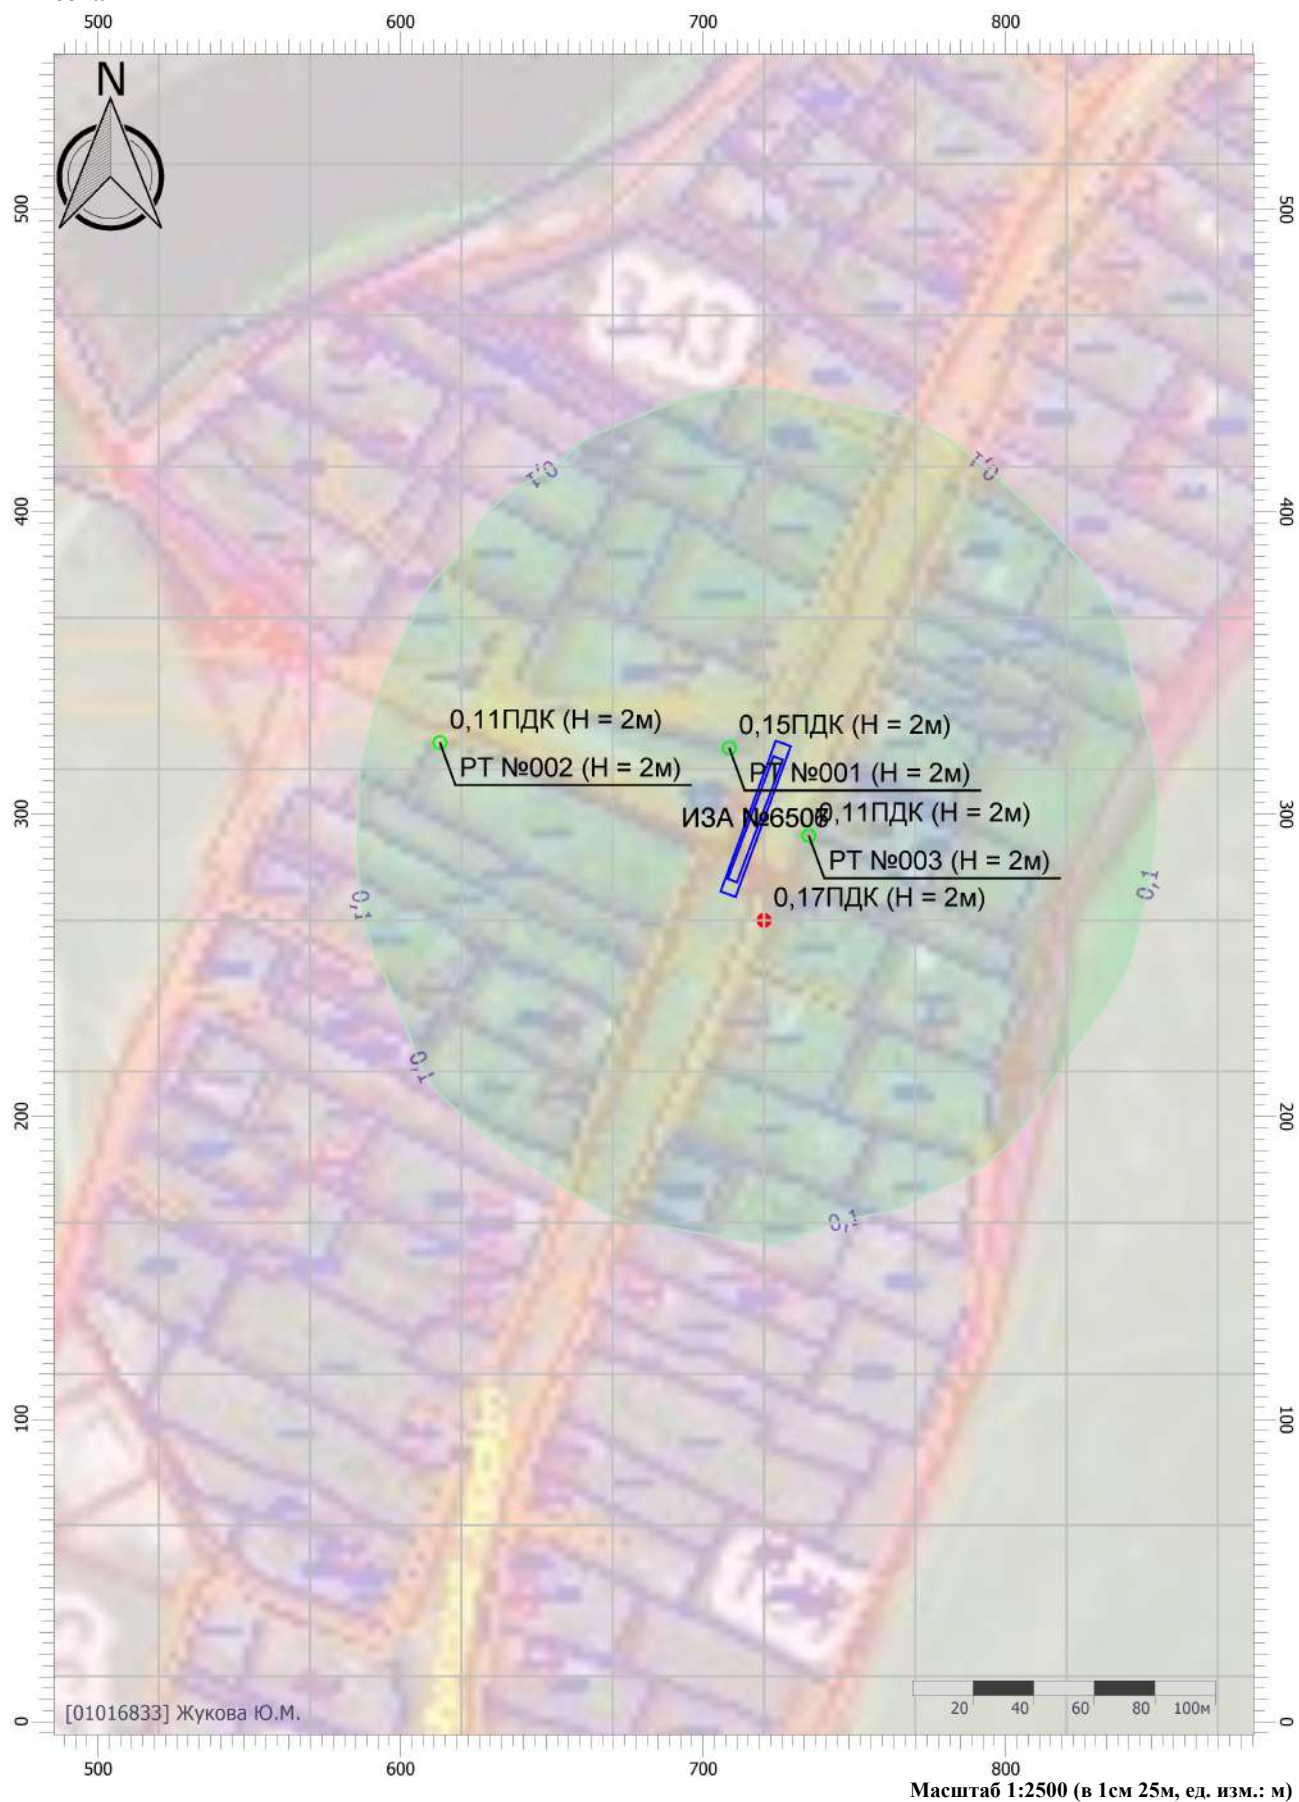 500 600 700 800
N
500 500
343
0,1 0,1
400 400
0,11ПДК (Н = 2м) 0,15ПДК (Н = 2м)
РТ №002 (Н = 2м) РТ №001 (Н = 2м)
300 ИЗА 0,11ПДК (Н = 2м) 300
РТ №003 (Н = 2м)
0,1 0,17ПДК (Н = 2м) 0,1
0,1
200 200
0,1
100 100
20 40 60 80 100м
0 [01016833] Жукова Ю.М. 0
500 600 700 800
Масштаб 1:2500 (в 1см 25м, ед. изм.: м)